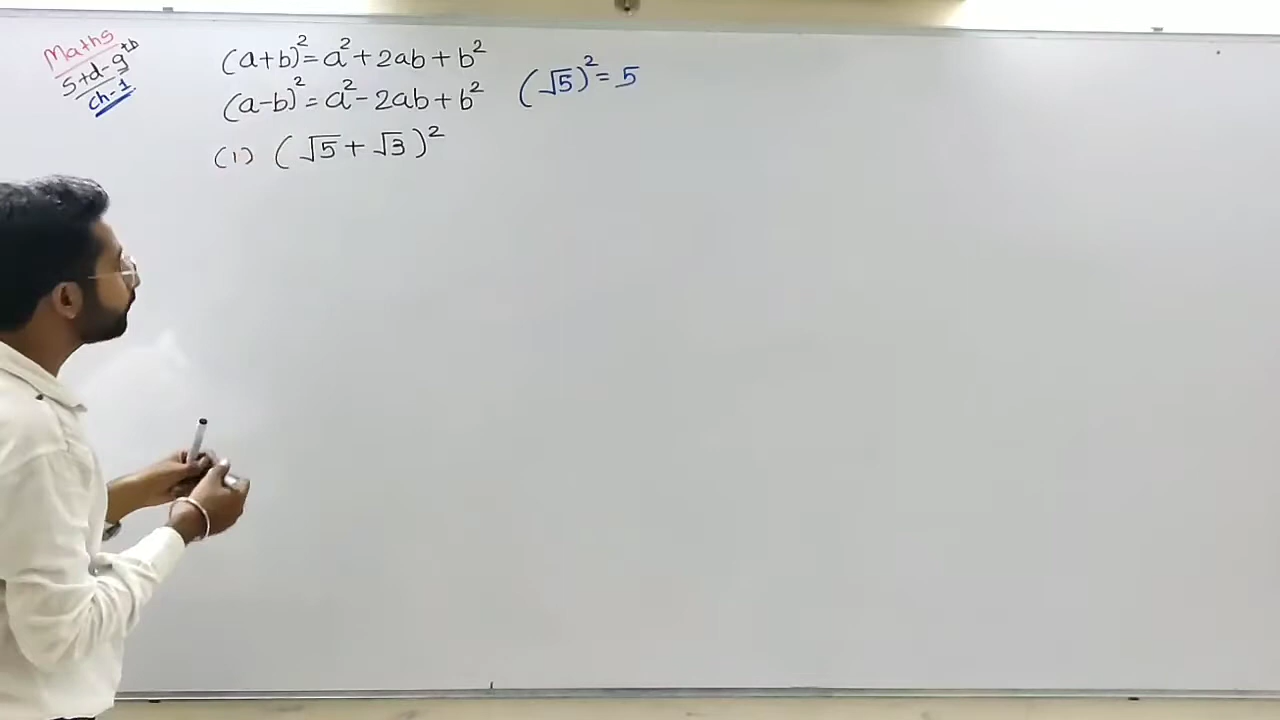 Maths
Std-9th
ch-1
(a+b)²=a²+2ab+b²
(a-b)²=a²-2ab+b²
(√5)²=5
(1) (√5+√3)²